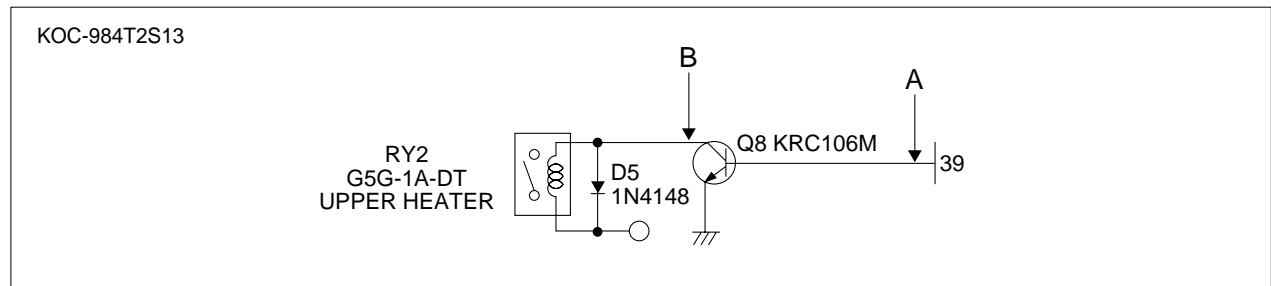 KOC-984T2S13
B
A
RY2
G5G-1A-DT
UPPER HEATER
D5
1N4148
Q8 KRC106M
39